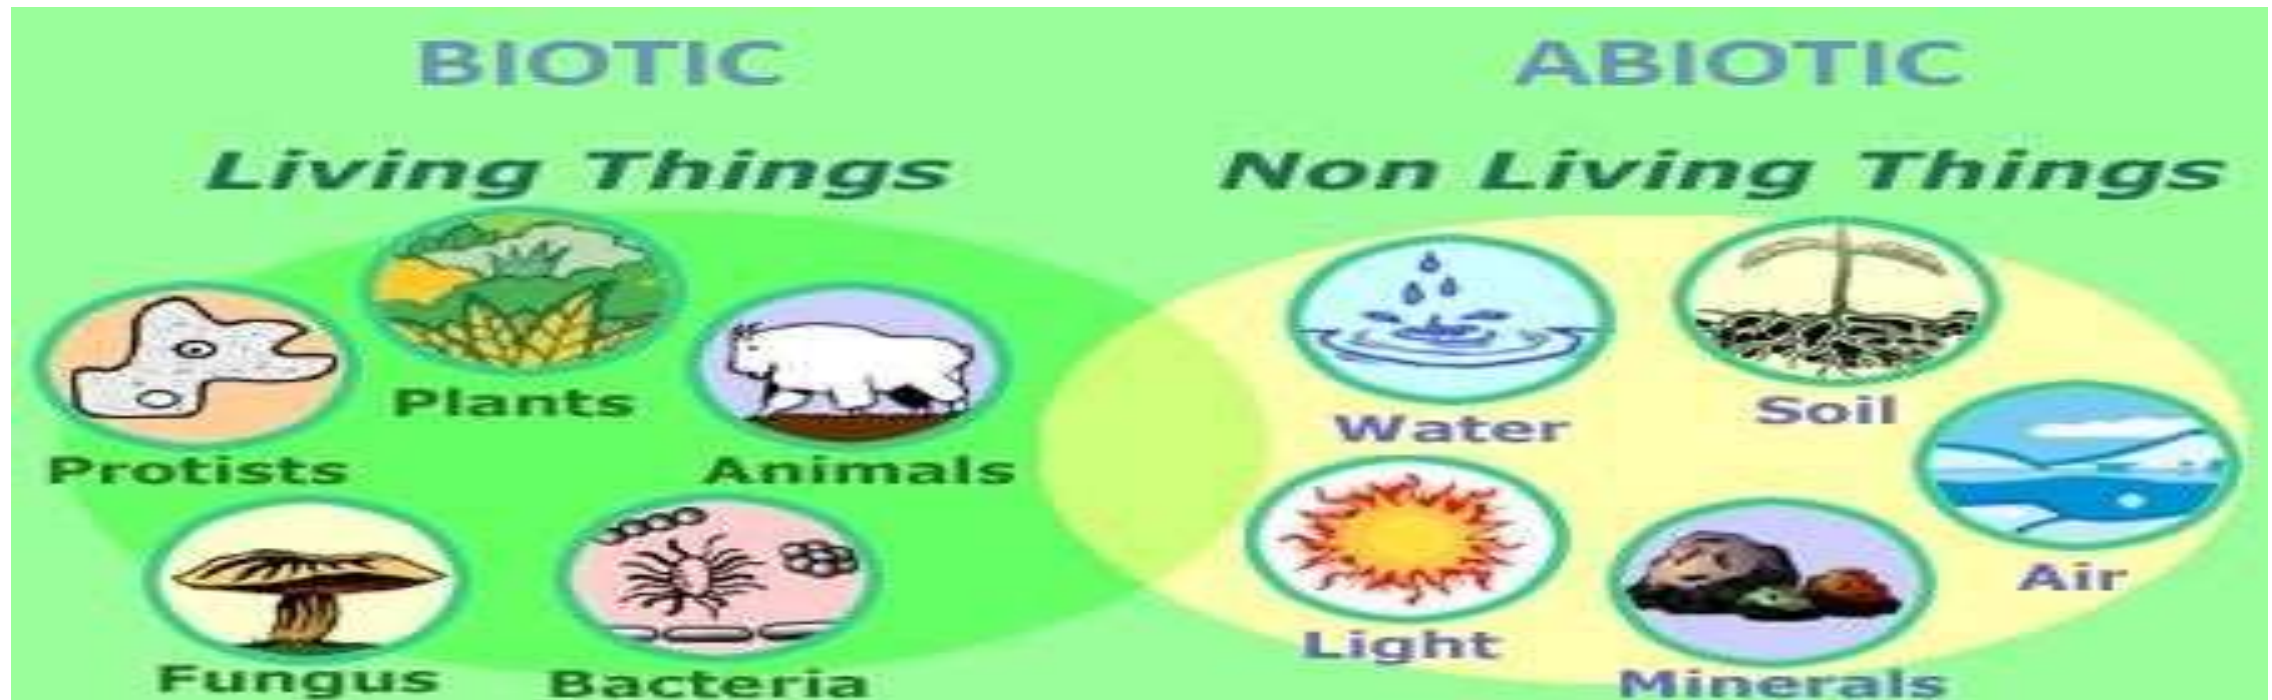 BIOTIC
ABIOTIC
Living Things
Non Living Things
Plants
Protists
Animals
Fungus
Bacteria
Water
Soil
Light
Air
Minerals